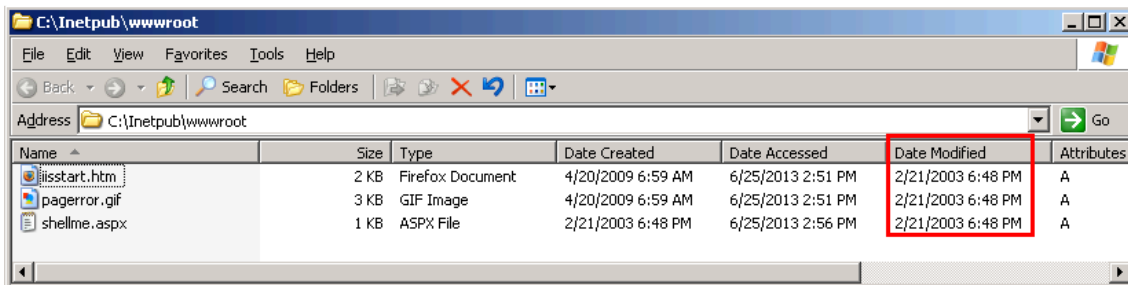 C:\Inetpub\wwwroot
File Edit View Favorites Tools Help
Back Search Folders
Address C:\Inetpub\wwwroot Go
Name Size Type Date Created Date Accessed Date Modified Attributes
iisstart.htm 2 KB Firefox Document 4/20/2009 6:59 AM 6/25/2013 2:51 PM 2/21/2003 6:48 PM A
pagerror.gif 3 KB GIF Image 4/20/2009 6:59 AM 6/25/2013 2:51 PM 2/21/2003 6:48 PM A
shellme.aspx 1 KB ASPX File 2/21/2003 6:48 PM 6/25/2013 2:56 PM 2/21/2003 6:48 PM A